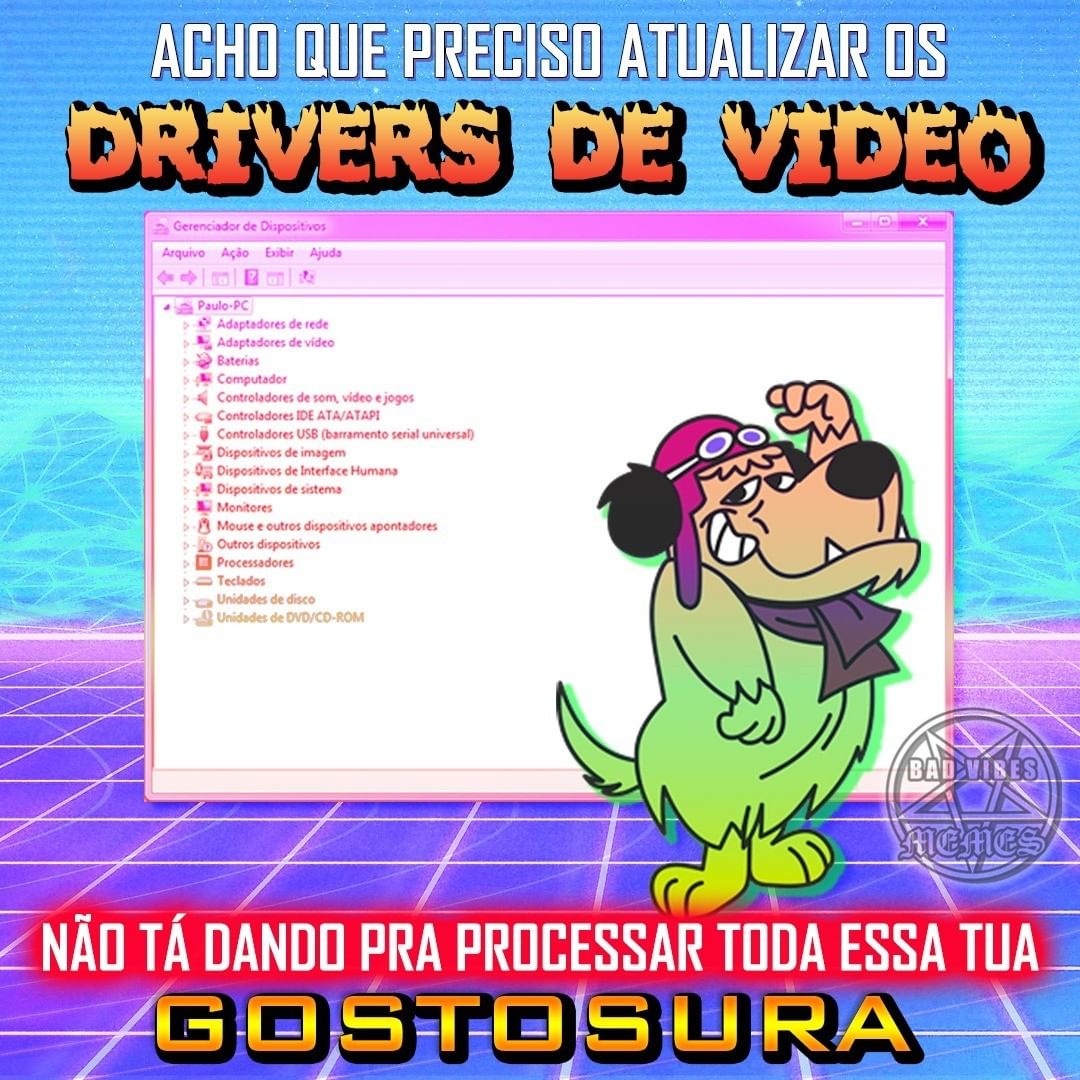 ACHO QUE PRECISO ATUALIZAR OS
DRIVERS DE VIDEO
Gerenciador de Dispositivos
Arquivo Ação Exibir Ajuda
Paulo-PC
Adaptadores de rede
Adaptadores de vídeo
Baterias
Computador
Controladores de som, vídeo e jogos
Controladores IDE ATA/ATAPI
Controladores USB (barramento serial universal)
Dispositivos de imagem
Dispositivos de Interface Humana
Dispositivos de sistema
Monitores
Mouse e outros dispositivos apontadores
Outros dispositivos
Processadores
Teclados
Unidades de disco
Unidades de DVD/CD-ROM
BAD VIBES
MEMES
NÃO TÁ DANDO PRA PROCESSAR TODA ESSA TUA
GOSTOSURA